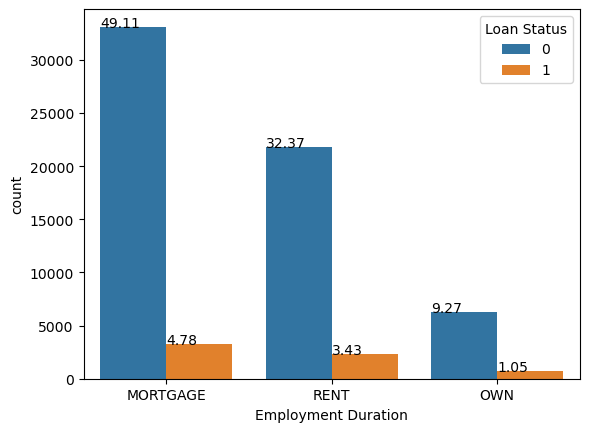 49.11
Loan Status
0
1
30000
25000
32.37
20000
15000
10000
9.27
5000
4.78
3.43
1.05
0
count
MORTGAGE
RENT
OWN
Employment Duration